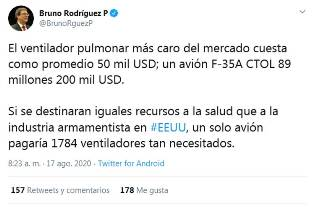 Bruno Rodríguez P
@BrunoRguezP
El ventilador pulmonar más caro del mercado cuesta
como promedio 50 mil USD; un avión F-35A CTOL 89
millones 200 mil USD.
Si se destinaran iguales recursos a la salud que a la
industria armamentista en #EEUU, un solo avión
pagaría 1784 ventiladores tan necesitados.
8:23 a. m. · 17 ago. 2020 · Twitter for Android
157 Retweets y comentarios 178 Me gusta